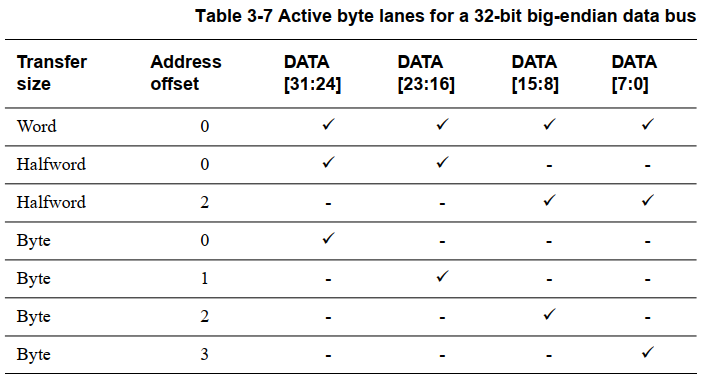 Table 3-7 Active byte lanes for a 32-bit big-endian data bus
Transfer size Address offset DATA [31:24] DATA [23:16] DATA [15:8] DATA [7:0]
Word 0 ✓ ✓ ✓ ✓
Halfword 0 ✓ ✓ - -
Halfword 2 - - ✓ ✓
Byte 0 ✓ - - -
Byte 1 - ✓ - -
Byte 2 - - ✓ -
Byte 3 - - - ✓